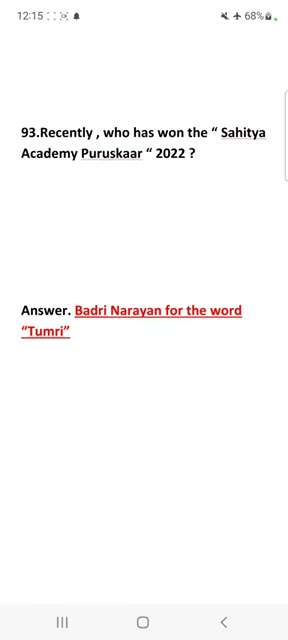 12:15
68%
93.Recently , who has won the “ Sahitya
Academy Puruskaar “ 2022 ?
Answer. Badri Narayan for the word
“Tumri”